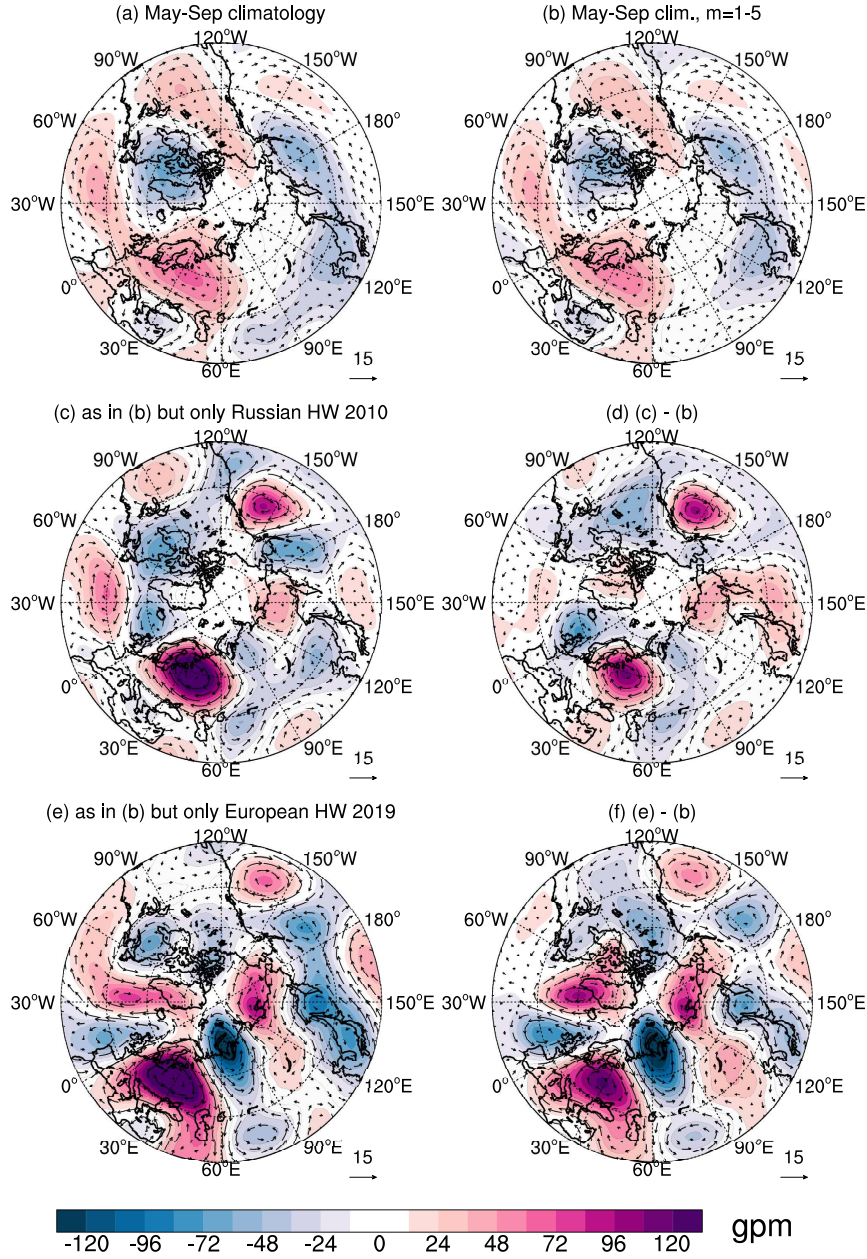 (a) May-Sep climatology
(b) May-Sep clim., m=1-5
120°W
120°W
90°W
150°W
90°W
150°W
60°W
180°
60°W
180°
30°W
150°E
30°W
150°E
0°
120°E
0°
120°E
30°E
90°E
30°E
90°E
60°E
60°E
15
15
(c) as in (b) but only Russian HW 2010
(d) (c) - (b)
120°W
120°W
90°W
150°W
90°W
150°W
60°W
180°
60°W
180°
30°W
150°E
30°W
150°E
0°
120°E
0°
120°E
30°E
90°E
30°E
90°E
60°E
60°E
15
15
(e) as in (b) but only European HW 2019
(f) (e) - (b)
120°W
120°W
90°W
150°W
90°W
150°W
60°W
180°
60°W
180°
30°W
150°E
30°W
150°E
0°
120°E
0°
120°E
30°E
90°E
30°E
90°E
60°E
60°E
15
15
-120 -96 -72 -48 -24 0 24 48 72 96 120 gpm